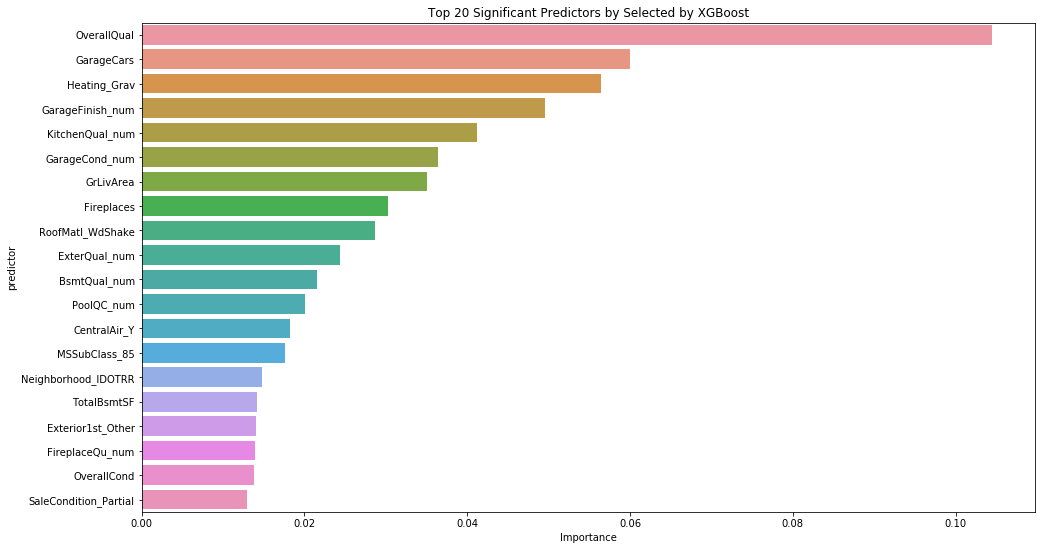 Top 20 Significant Predictors by Selected by XGBoost
predictor
OverallQual
GarageCars
Heating_Grav
GarageFinish_num
KitchenQual_num
GarageCond_num
GrLivArea
Fireplaces
RoofMatl_WdShake
ExterQual_num
BsmtQual_num
PoolQC_num
CentralAir_Y
MSSubClass_85
Neighborhood_IDOTRR
TotalBsmtSF
Exterior1st_Other
FireplaceQu_num
OverallCond
SaleCondition_Partial
0.00 0.02 0.04 0.06 0.08 0.10
Importance